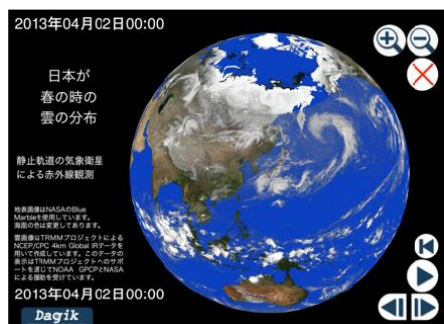 2013年04月02日00:00
日本が
春の時の
雲の分布
静止軌道の気象衛星
による赤外線観測
地表画像はNASAのBlue
Marbleを使用しています。
海面の色は変更してあります。
雲画像はTRMMプロジェクトによる
NCEP/CPC 4km Global IRデータを
用いて作成しています。このデータの
表示はTRMMプロジェクトへのサポ
ートを通じてNOAA GPCPとNASA
による援助を受けています。
2013年04月02日00:00
Dagik